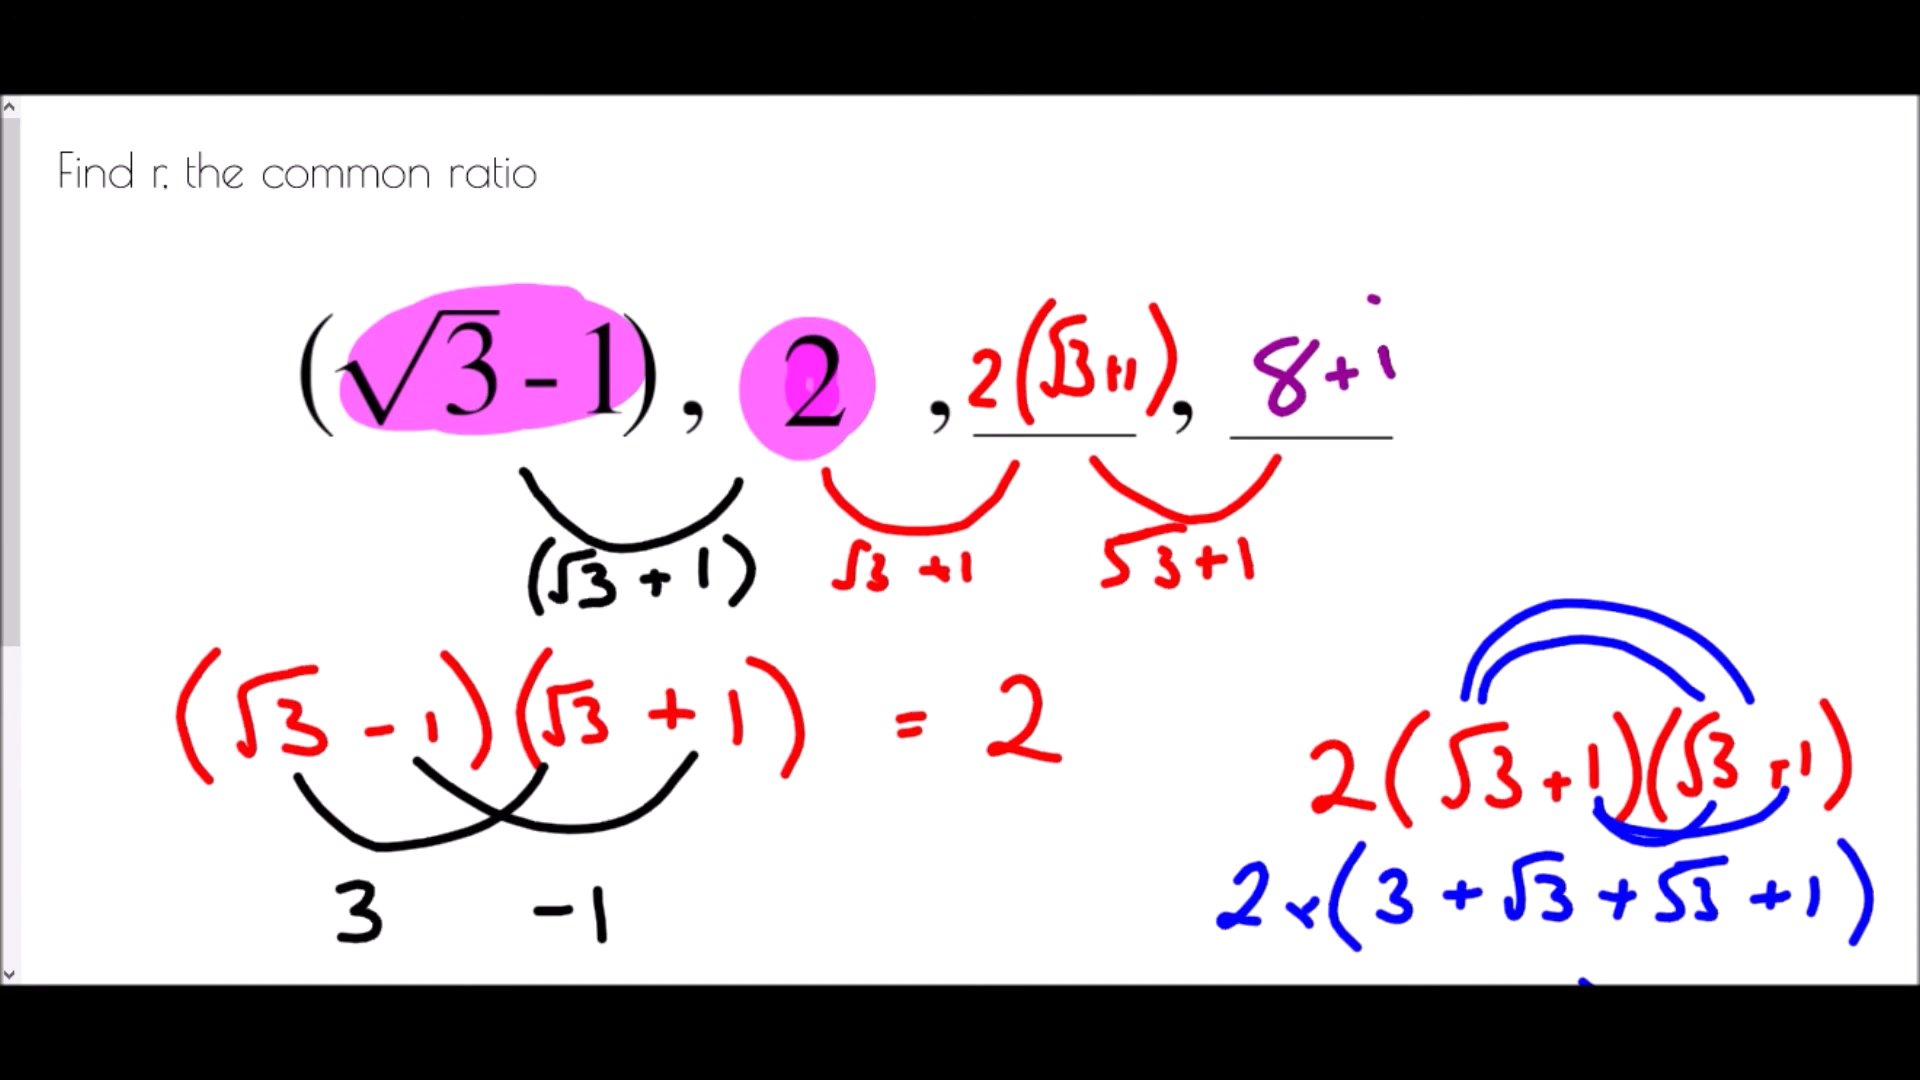 Find r, the common ratio
(√3 - 1), 2, 2(√3+1), 8+
(√3 + 1) √3 +1 √3+1
(√3 - 1)(√3 + 1) = 2
2(√3+1)(√3+1)
3 -1
2×(3 + √3 + √3 + 1)